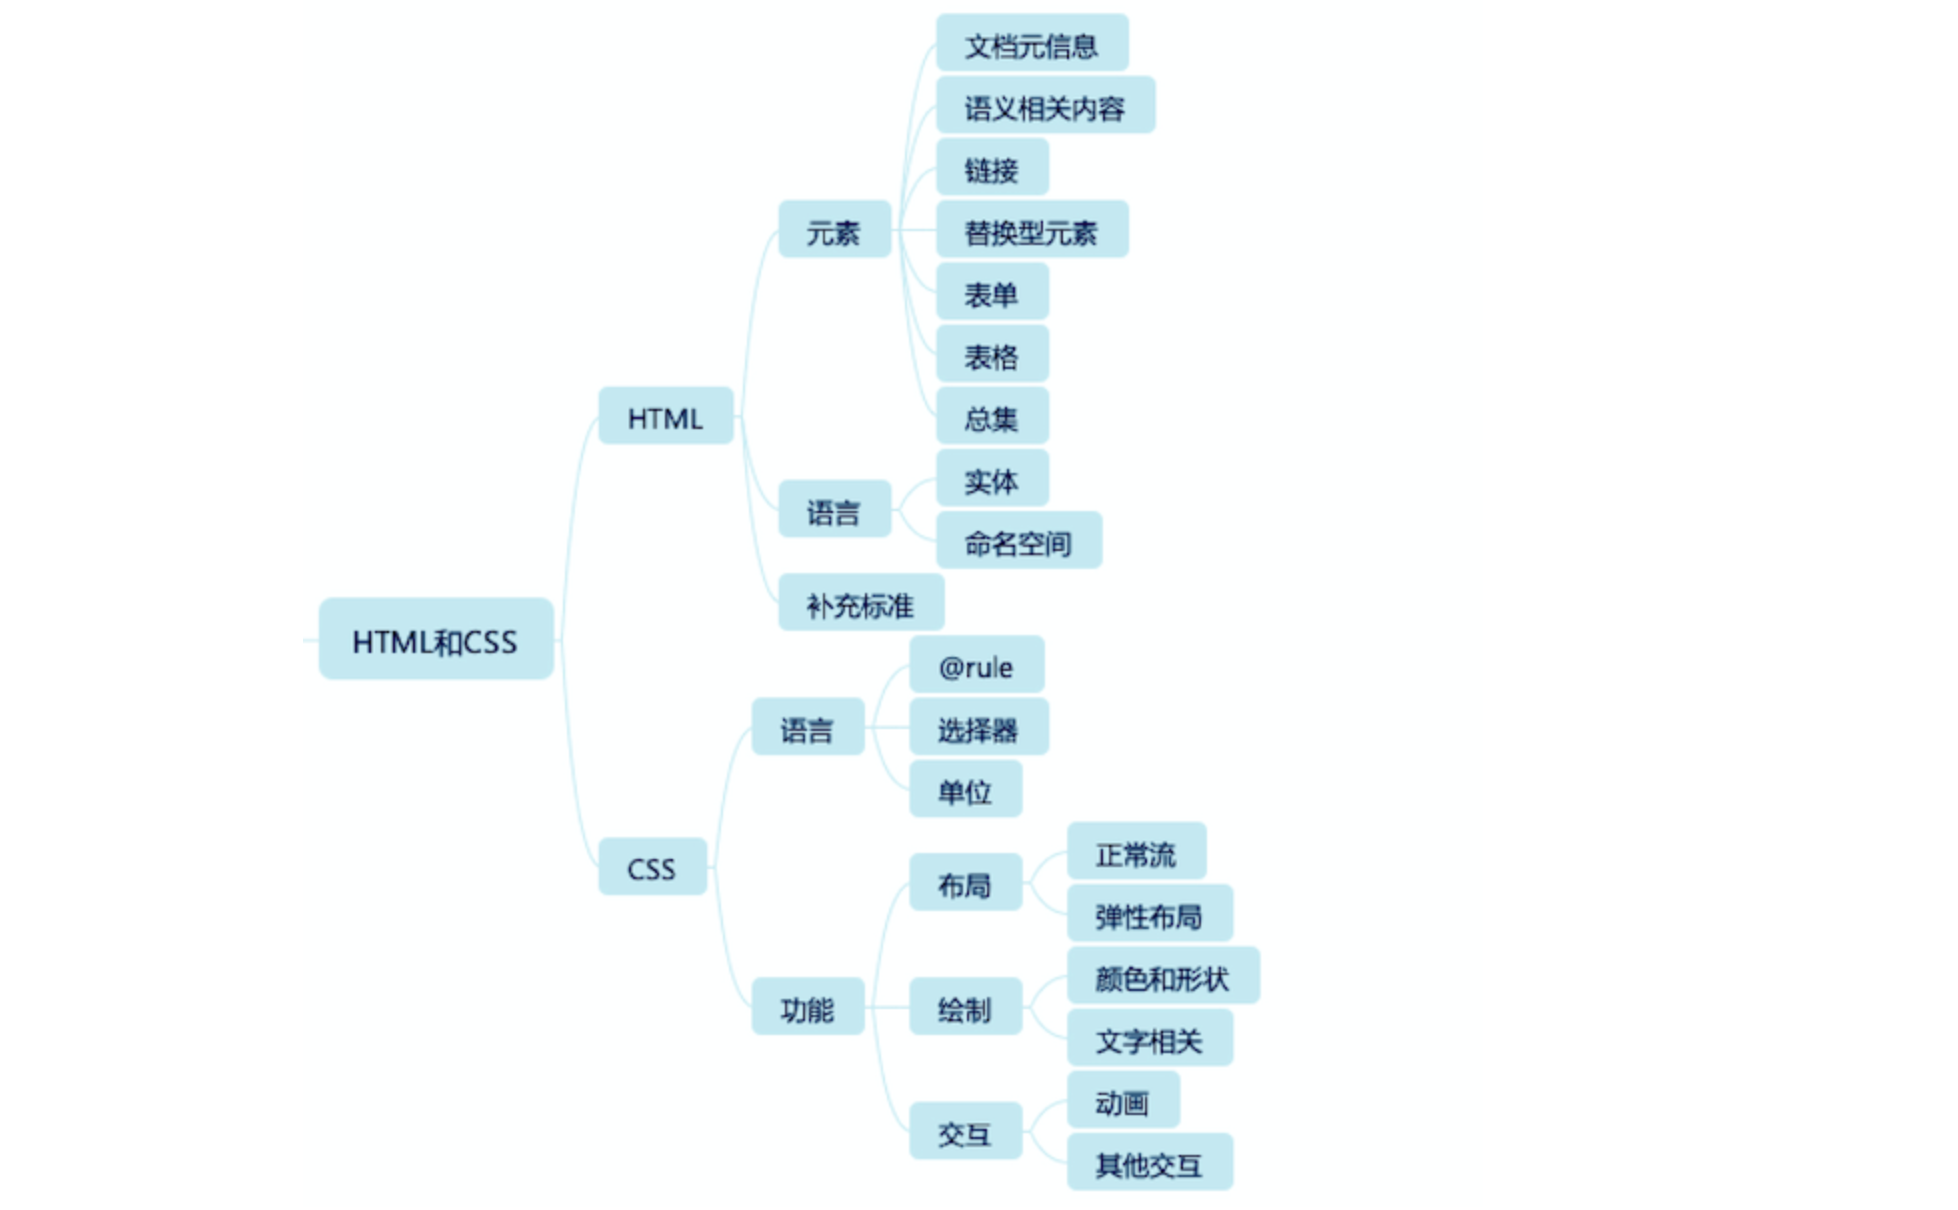 文档元信息
语义相关内容
链接
替换型元素
元素
表单
表格
HTML
总集
实体
语言
命名空间
补充标准
HTML和CSS
@rule
语言
选择器
单位
正常流
CSS
布局
弹性布局
颜色和形状
功能
绘制
文字相关
动画
交互
其他交互